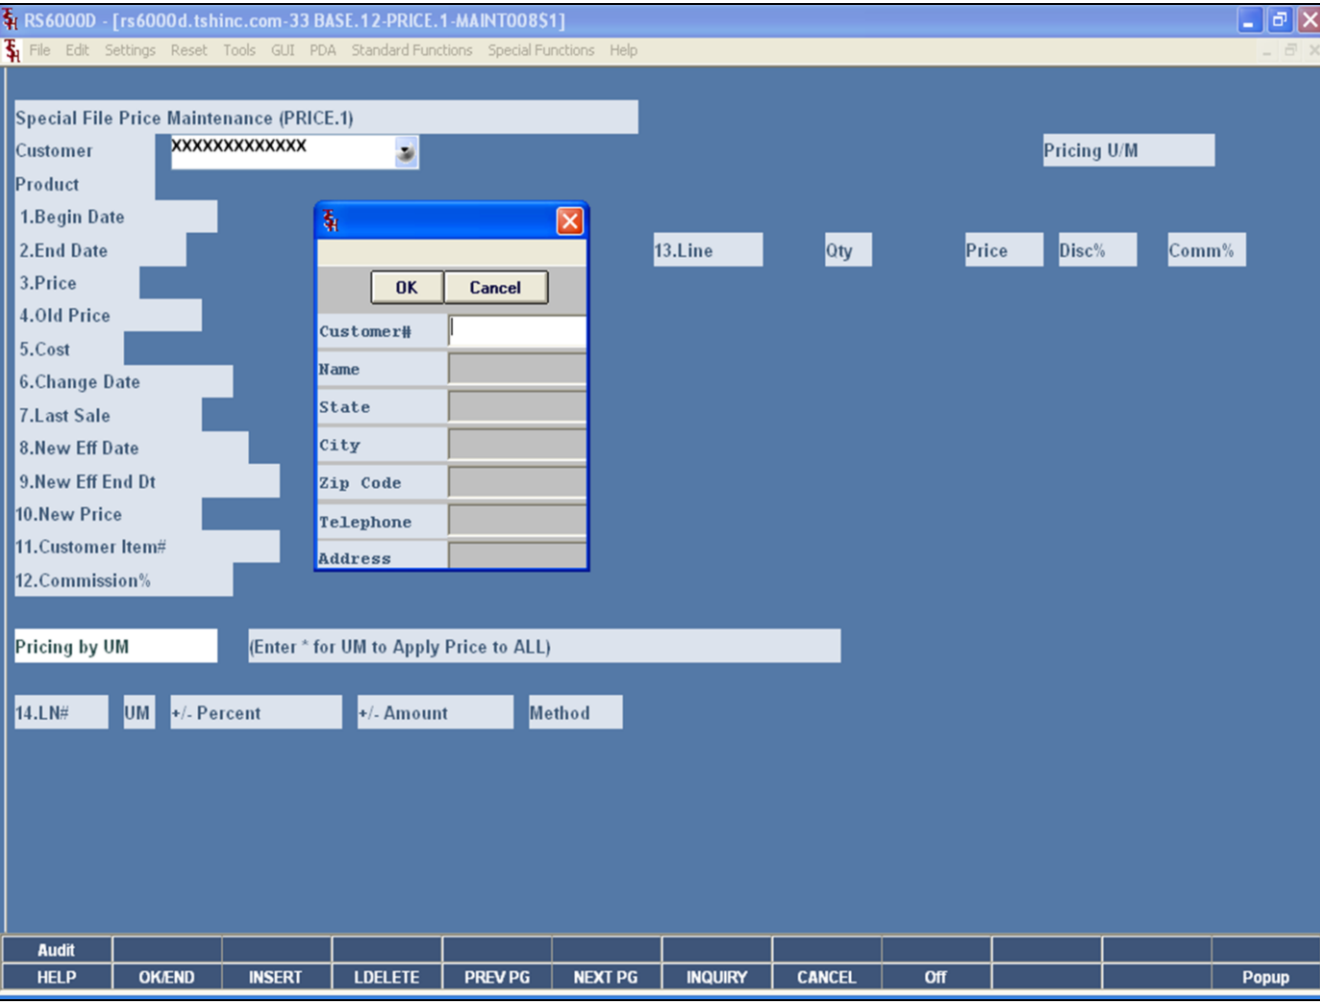 RS6000D - [rs6000d.tshinc.com-33 BASE.12-PRICE.1-MAINT008$1]
File Edit Settings Reset Tools GUI PDA Standard Functions Special Functions Help
Special File Price Maintenance (PRICE.1)
Customer XXXXXXXXXXXXX Pricing U/M
Product
1.Begin Date
2.End Date 13.Line Qty Price Disc% Comm%
3.Price
4.Old Price
5.Cost
6.Change Date
7.Last Sale
8.New Eff Date
9.New Eff End Dt
10.New Price
11.Customer Item#
12.Commission%
OK Cancel
Customer#
Name
State
City
Zip Code
Telephone
Address
Pricing by UM (Enter * for UM to Apply Price to ALL)
14.LN# UM +/- Percent +/- Amount Method
Audit
HELP OK/END INSERT LDELETE PREV PG NEXT PG INQUIRY CANCEL Off Popup